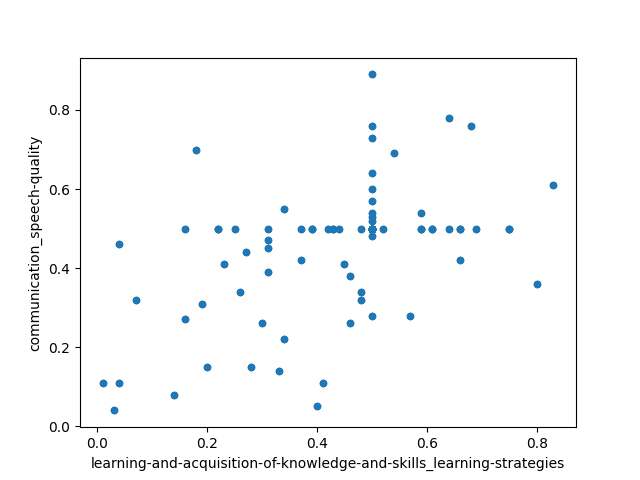 communication_speech-quality
0.8
0.6
0.4
0.2
0.0
0.0 0.2 0.4 0.6 0.8
learning-and-acquisition-of-knowledge-and-skills_learning-strategies